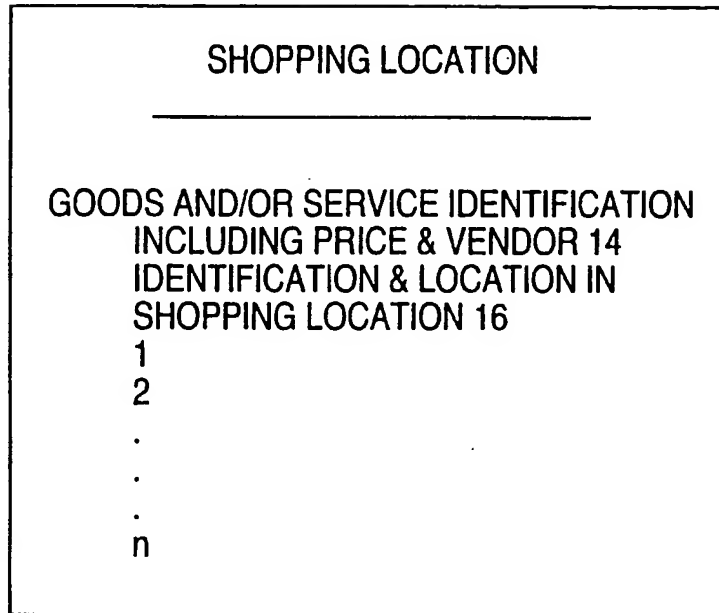 SHOPPING LOCATION
GOODS AND/OR SERVICE IDENTIFICATION
INCLUDING PRICE & VENDOR 14
IDENTIFICATION & LOCATION IN
SHOPPING LOCATION 16
1
2
.
.
.
n